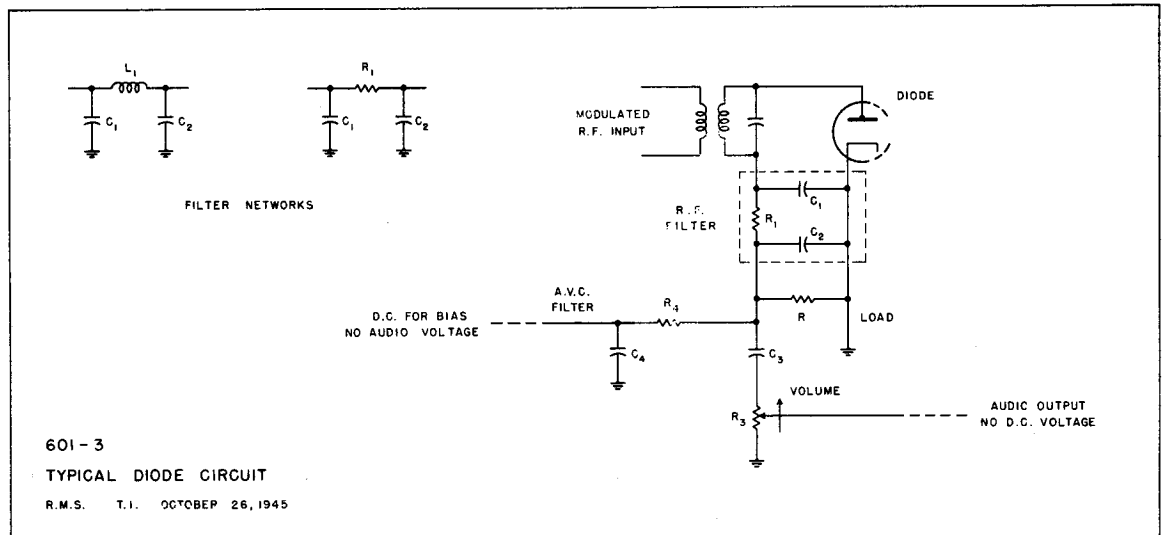 L1
C1
C2
R1
C1
C2
FILTER NETWORKS
MODULATED
R.F. INPUT
DIODE
R.F.
FILTER
C1
R1
C2
A.V.C.
FILTER
R4
R
LOAD
D.C. FOR BIAS
NO AUDIO VOLTAGE
C4
C3
VOLUME
R3
AUDIO OUTPUT
NO D.C. VOLTAGE
601-3
TYPICAL DIODE CIRCUIT
R.M.S. T.I. OCTOBER 26, 1945